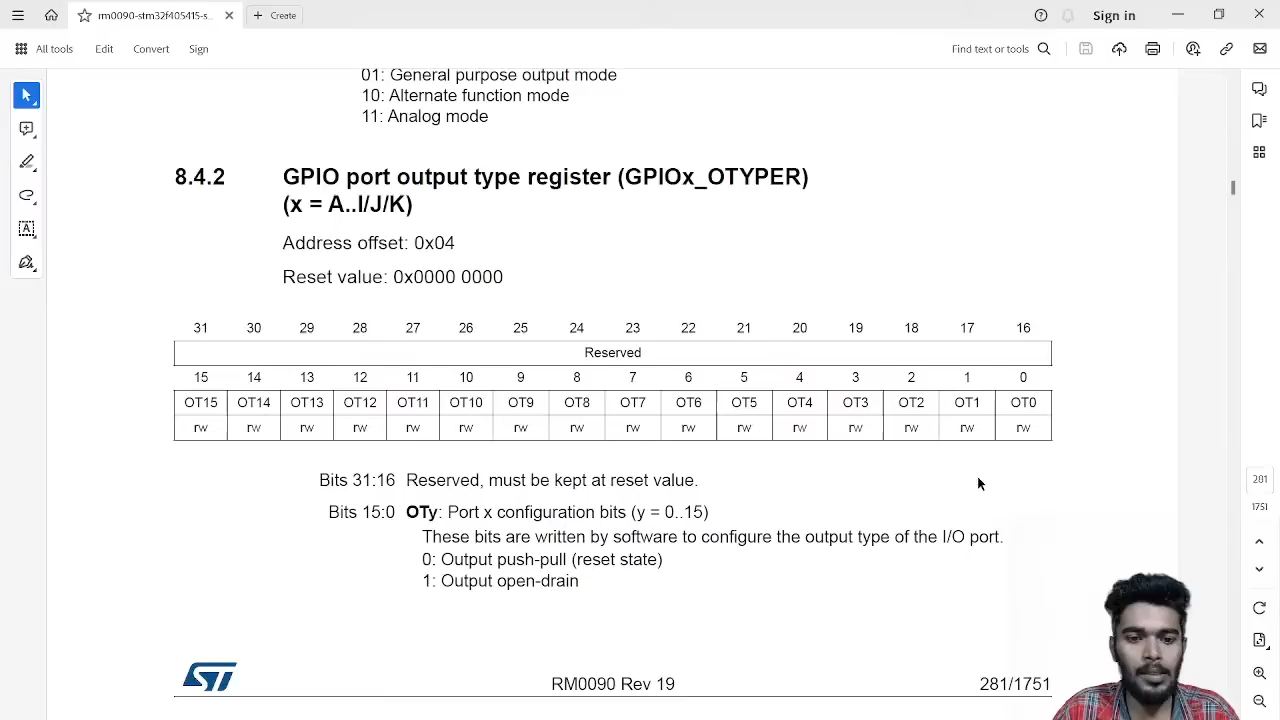 rm0090-stm32f405415-s...
Create
Sign in
All tools
Edit
Convert
Sign
Find text or tools
01: General purpose output mode
10: Alternate function mode
11: Analog mode
8.4.2 GPIO port output type register (GPIOx_OTYPER)
(x = A..I/J/K)
Address offset: 0x04
Reset value: 0x0000 0000
31 30 29 28 27 26 25 24 23 22 21 20 19 18 17 16
Reserved
15 14 13 12 11 10 9 8 7 6 5 4 3 2 1 0
OT15 OT14 OT13 OT12 OT11 OT10 OT9 OT8 OT7 OT6 OT5 OT4 OT3 OT2 OT1 OT0
rw rw rw rw rw rw rw rw rw rw rw rw rw rw rw rw
Bits 31:16 Reserved, must be kept at reset value.
Bits 15:0 OTy: Port x configuration bits (y = 0..15)
These bits are written by software to configure the output type of the I/O port.
0: Output push-pull (reset state)
1: Output open-drain
281
1751
ST
RM0090 Rev 19
281/1751